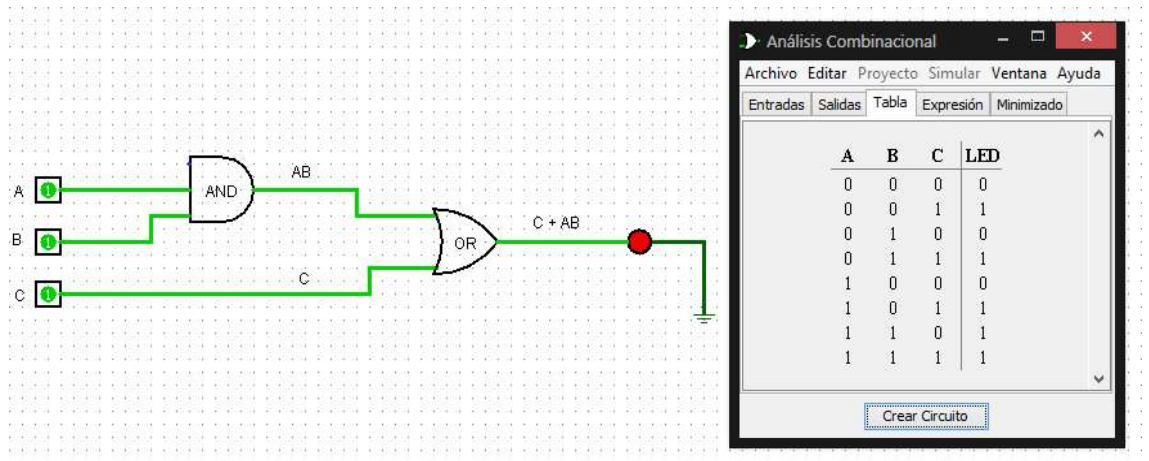 A
B
C
1
1
1
AND
AB
OR
C
C + AB
Análisis Combinacional
Archivo Editar Proyecto Simular Ventana Ayuda
Entradas Salidas Tabla Expresión Minimizado
A B C LED
0 0 0 0
0 0 1 1
0 1 0 0
0 1 1 1
1 0 0 0
1 0 1 1
1 1 0 1
1 1 1 1
Crear Circuito